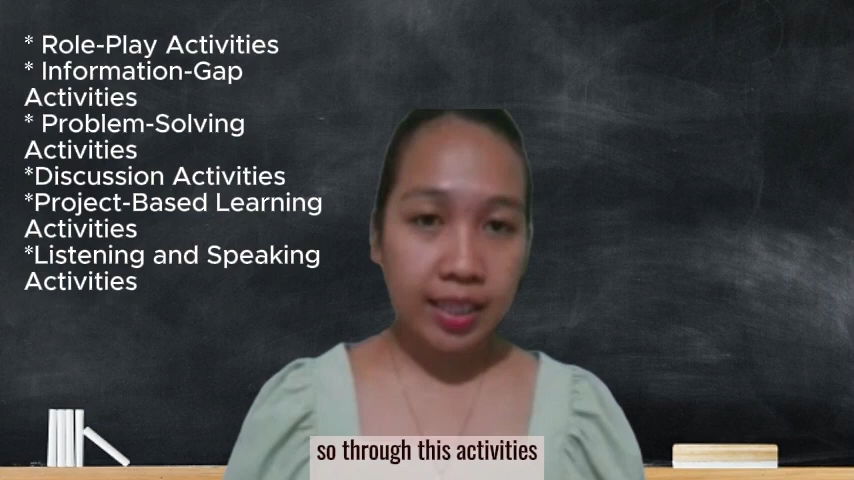 * Role-Play Activities
* Information-Gap
Activities
* Problem-Solving
Activities
*Discussion Activities
*Project-Based Learning
Activities
*Listening and Speaking
Activities
so through this activities